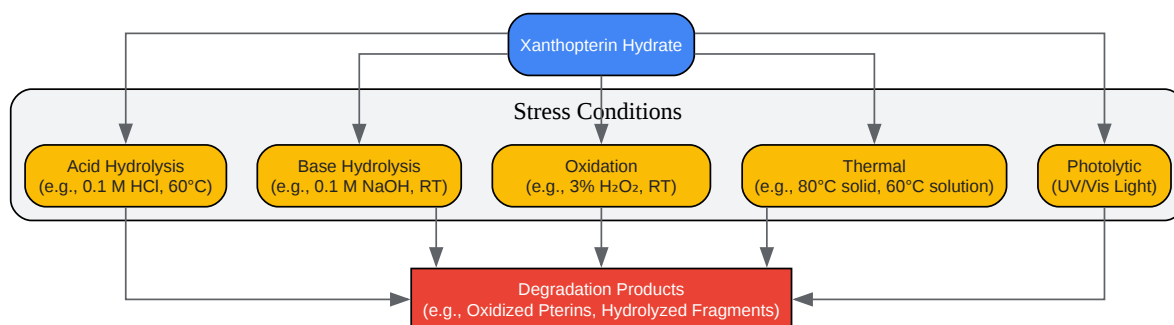 Xanthopterin Hydrate
Stress Conditions
Acid Hydrolysis
(e.g., 0.1 M HCl, 60°C)
Base Hydrolysis
(e.g., 0.1 M NaOH, RT)
Oxidation
(e.g., 3% H₂O₂, RT)
Thermal
(e.g., 80°C solid, 60°C solution)
Photolytic
(UV/Vis Light)
Degradation Products
(e.g., Oxidized Pterins, Hydrolyzed Fragments)